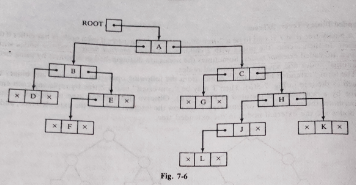 ROOT
A
B C
× D × E × × G × H
× F × J × × K ×
× L ×
Fig. 7-6